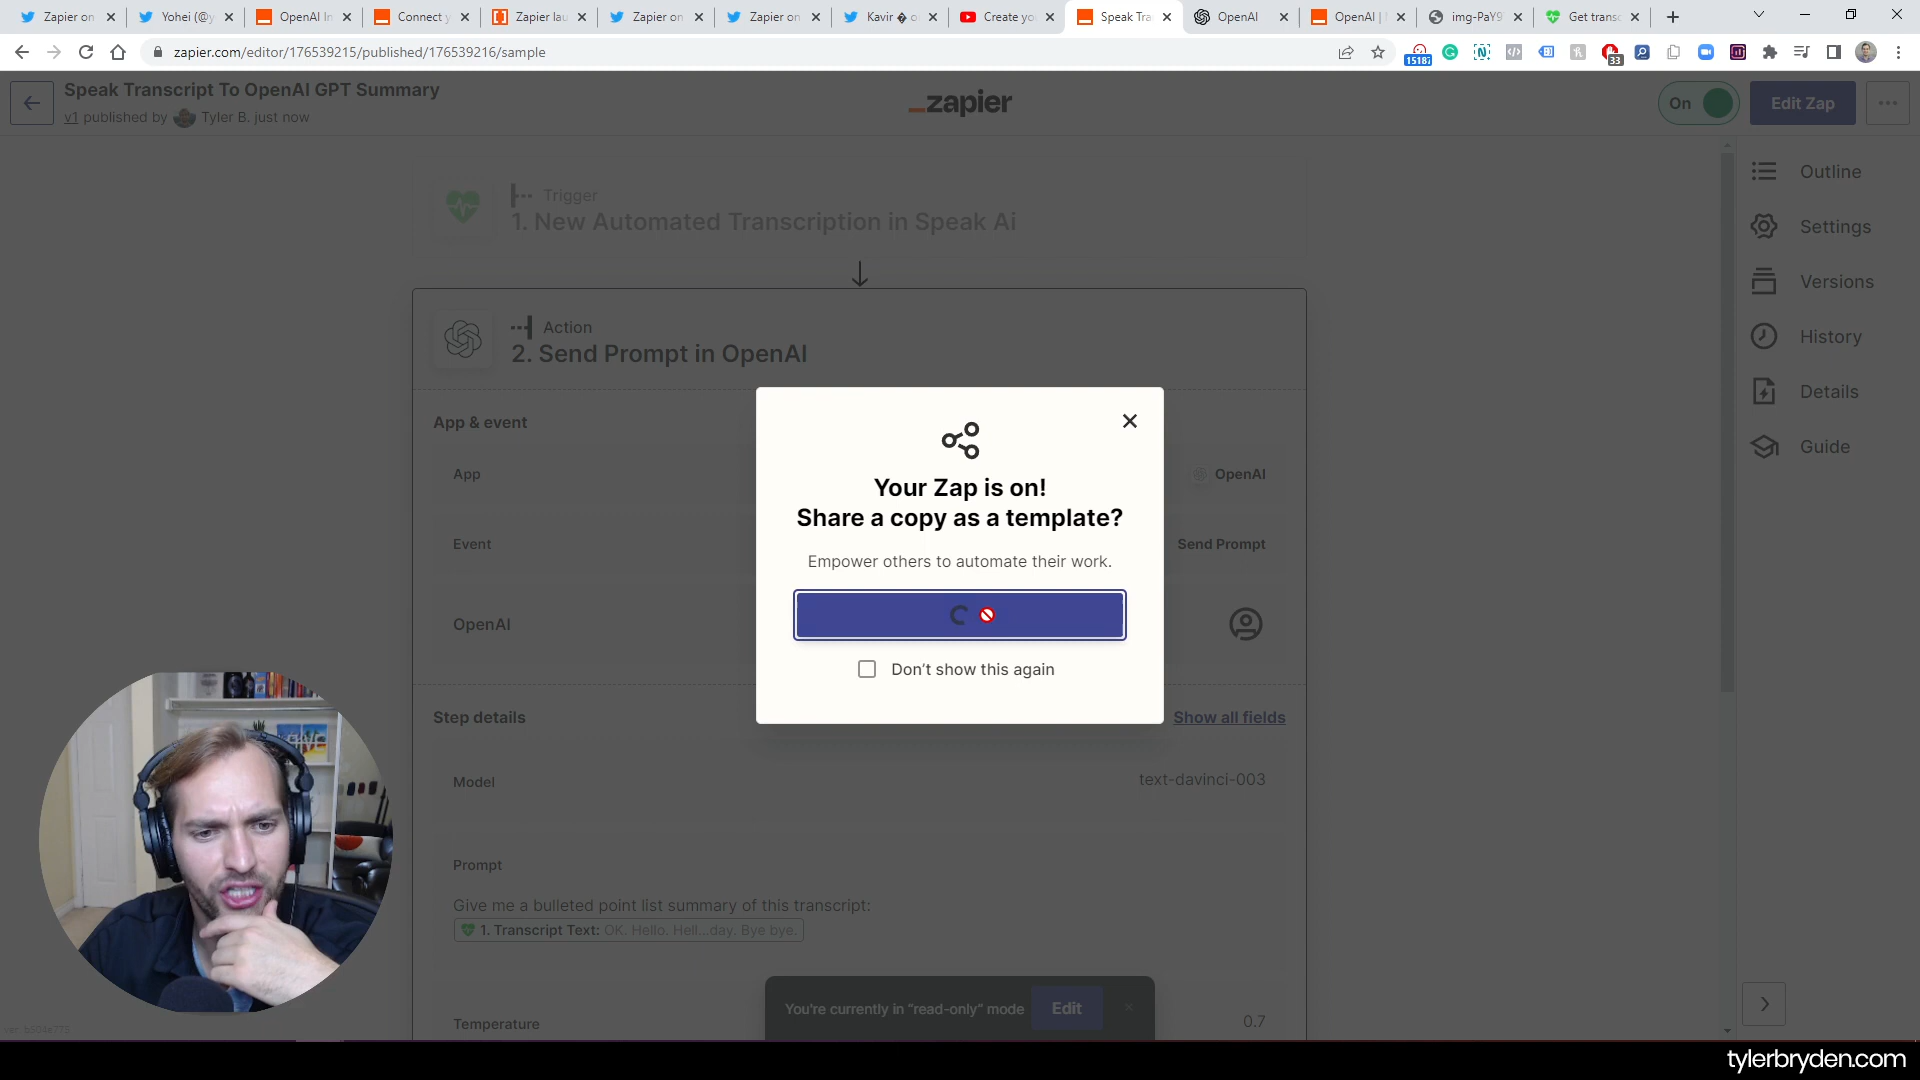 Zapier on
Yohei (@y
OpenAI In
Connect y
Zapier lau
Zapier on
Zapier on
Kavir � o
Create yo
Speak Tra
OpenAI
OpenAI |
img-PaY9
Get transc
zapier.com/editor/176539215/published/176539216/sample
15187
33
Speak Transcript To OpenAI GPT Summary
v1 published by Tyler B. just now
zapier
On
Edit Zap
Trigger
1. New Automated Transcription in Speak Ai
Action
2. Send Prompt in OpenAI
App & event
App
OpenAI
Event
Send Prompt
OpenAI
Step details
Show all fields
Model
text-davinci-003
Prompt
Give me a bulleted point list summary of this transcript:
1. Transcript Text: OK. Hello. Hell...day. Bye bye.
Temperature
0.7
Your Zap is on!
Share a copy as a template?
Empower others to automate their work.
Don't show this again
You're currently in "read-only" mode
Edit
Outline
Settings
Versions
History
Details
Guide
tylerbryden.com